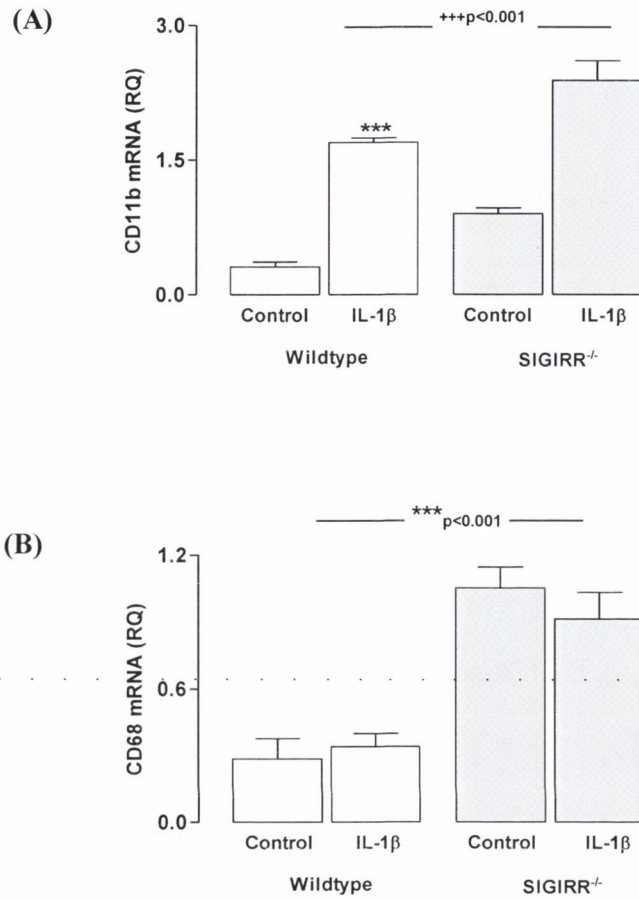 (A)
+++p<0.001
3.0
CD11b mRNA (RQ)
***
1.5
0.0
Control IL-1β Control IL-1β
Wildtype SIGIRR-/-
(B)
***p<0.001
1.2
CD68 mRNA (RQ)
0.6
0.0
Control IL-1β Control IL-1β
Wildtype SIGIRR-/-